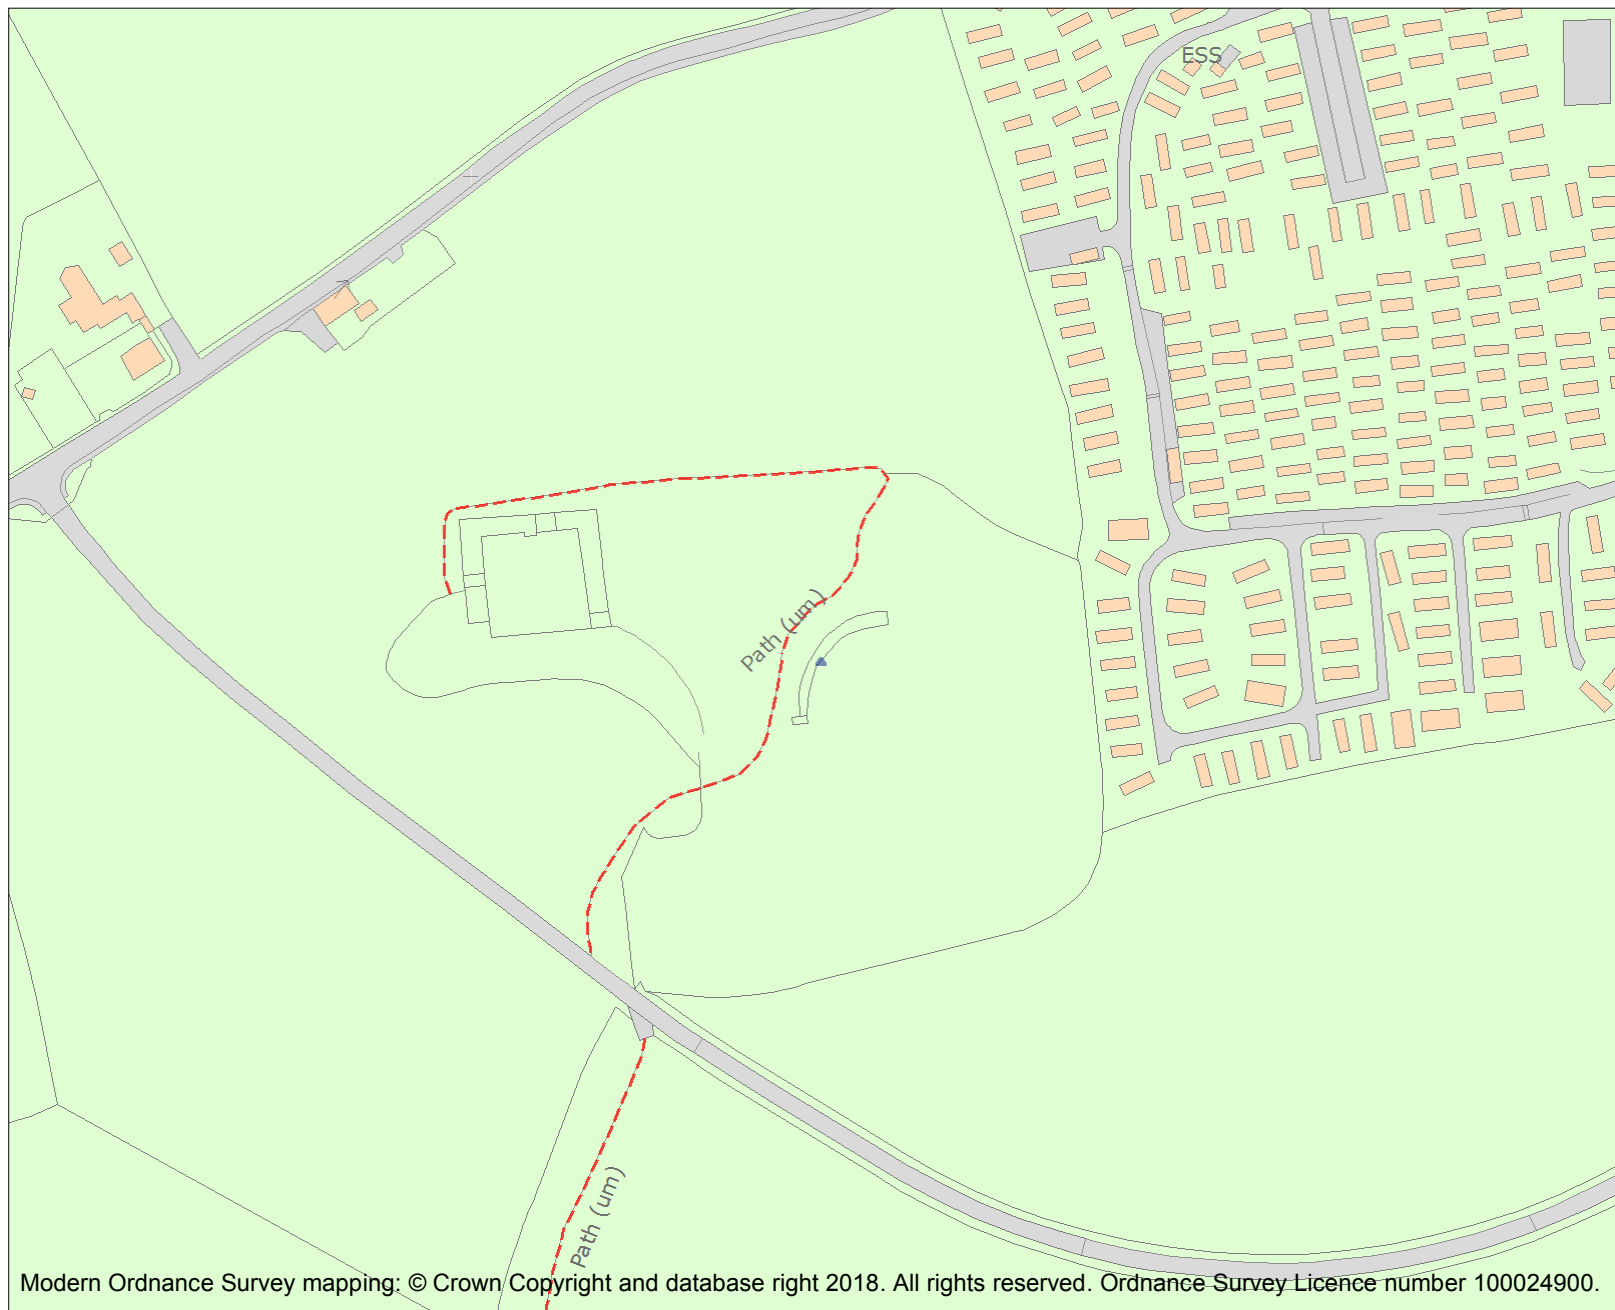 ESS
Path (um)
Path (um)
Modern Ordnance Survey mapping: © Crown Copyright and database right 2018. All rights reserved. Ordnance Survey Licence number 100024900.